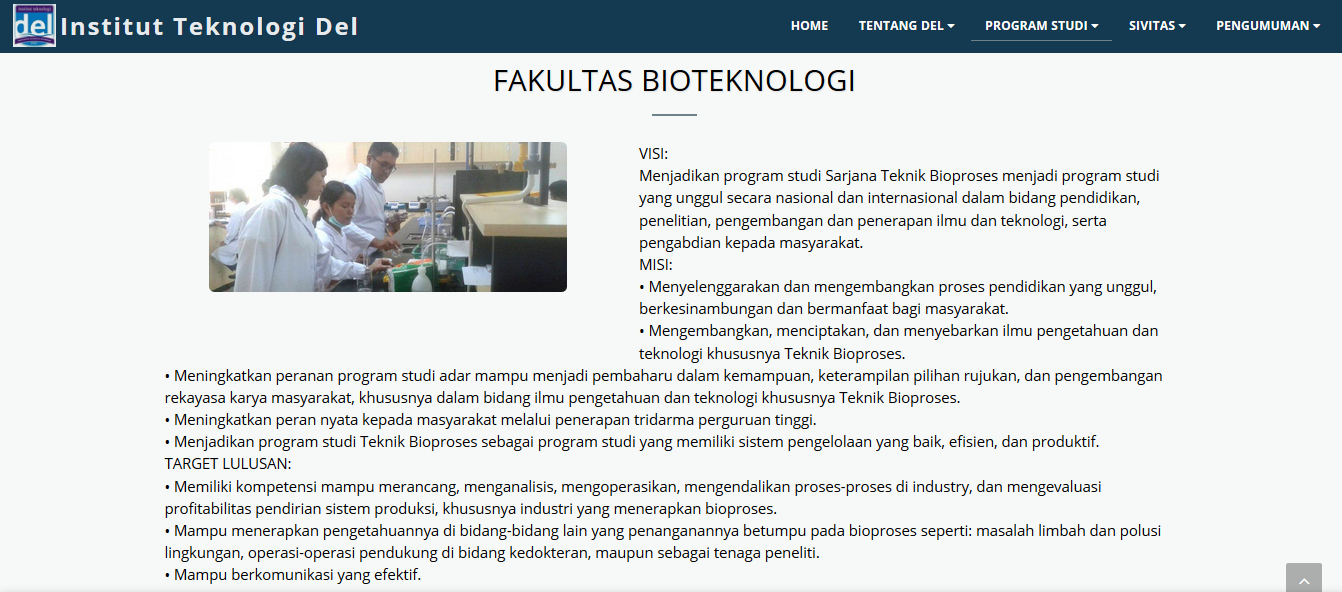 del
Institut Teknologi Del
HOME
TENTANG DEL
PROGRAM STUDI
SIVITAS
PENGUMUMAN
FAKULTAS BIOTEKNOLOGI
VISI:
Menjadikan program studi Sarjana Teknik Bioproses menjadi program studi
yang unggul secara nasional dan internasional dalam bidang pendidikan,
penelitian, pengembangan dan penerapan ilmu dan teknologi, serta
pengabdian kepada masyarakat.
MISI:
• Menyelenggarakan dan mengembangkan proses pendidikan yang unggul,
berkesinambungan dan bermanfaat bagi masyarakat.
• Mengembangkan, menciptakan, dan menyebarkan ilmu pengetahuan dan
teknologi khususnya Teknik Bioproses.
• Meningkatkan peranan program studi adar mampu menjadi pembaharu dalam kemampuan, keterampilan pilihan rujukan, dan pengembangan
rekayasa karya masyarakat, khususnya dalam bidang ilmu pengetahuan dan teknologi khususnya Teknik Bioproses.
• Meningkatkan peran nyata kepada masyarakat melalui penerapan tridarma perguruan tinggi.
• Menjadikan program studi Teknik Bioproses sebagai program studi yang memiliki sistem pengelolaan yang baik, efisien, dan produktif.
TARGET LULUSAN:
• Memiliki kompetensi mampu merancang, menganalisis, mengoperasikan, mengendalikan proses-proses di industry, dan mengevaluasi
profitabilitas pendirian sistem produksi, khususnya industri yang menerapkan bioproses.
• Mampu menerapkan pengetahuannya di bidang-bidang lain yang penanganannya betumpu pada bioproses seperti: masalah limbah dan polusi
lingkungan, operasi-operasi pendukung di bidang kedokteran, maupun sebagai tenaga peneliti.
• Mampu berkomunikasi yang efektif.